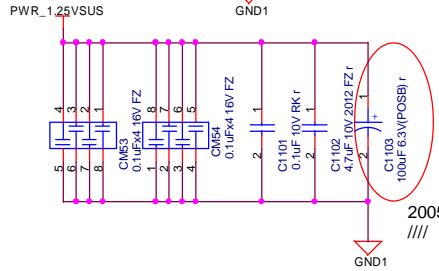 PWR_1.25VSUS
GND1
4 3 2 1
8 7 6 5
1
1
1
5 6 7 8
1 2 3 4
2
2
2
CM53
0.1uFx4 16V FZ
CM54
0.1uFx4 16V FZ
C1101
0.1uF 10V RK r
C1102
4.7uF 10V 2012 FZ r
+
C1103
100uF 6.3V(POSB) r
2005
////
GND1